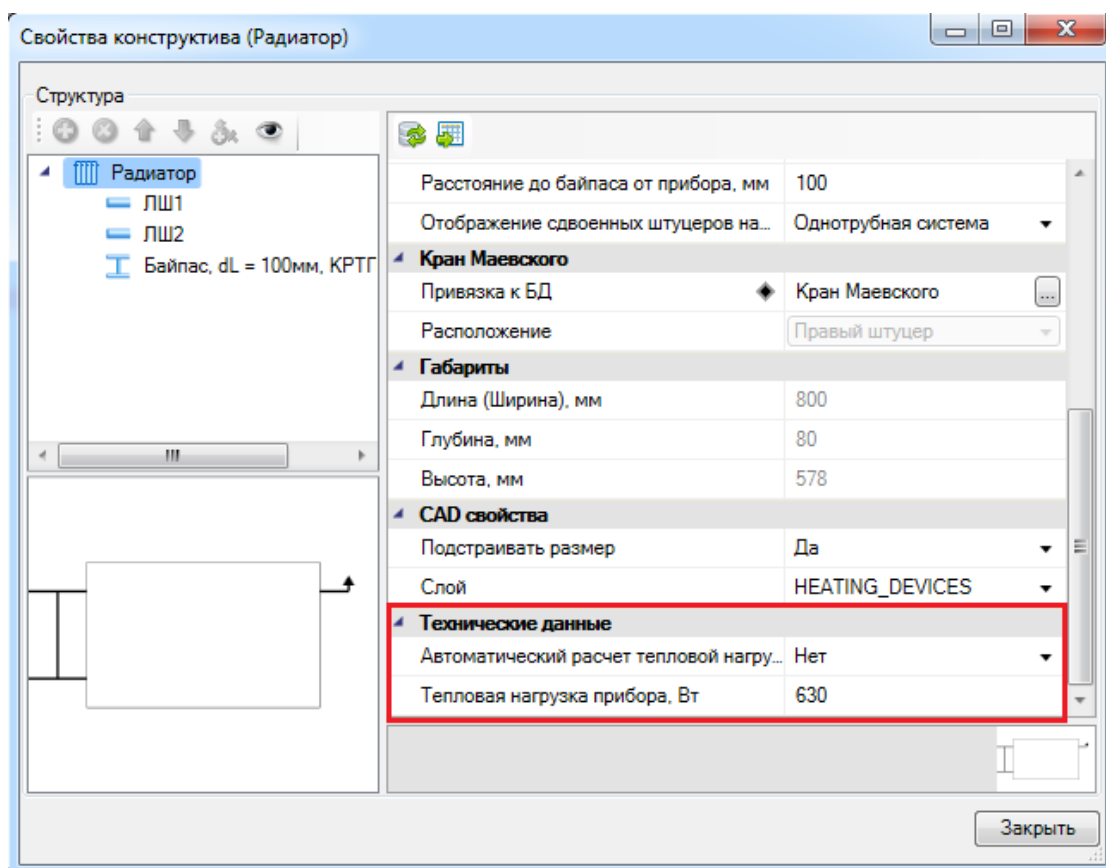 Свойства конструктива (Радиатор)
Структура
Радиатор
ЛШ1
ЛШ2
Байпас, dL = 100мм, КРТГ
Расстояние до байпаса от прибора, мм 100
Отображение сдвоенных штуцеров на... Однотрубная система
Кран Маевского
Привязка к БД Кран Маевского ...
Расположение Правый штуцер
Габариты
Длина (Ширина), мм 800
Глубина, мм 80
Высота, мм 578
CAD свойства
Подстраивать размер Да
Слой HEATING_DEVICES
Технические данные
Автоматический расчет тепловой нагру... Нет
Тепловая нагрузка прибора, Вт 630
Закрыть